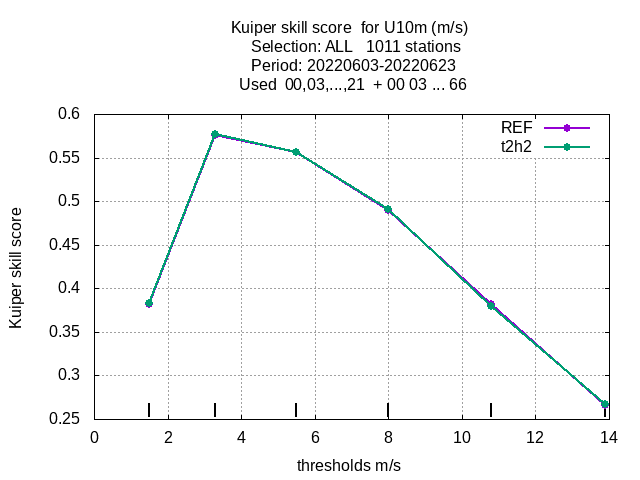 Kuiper skill score  for U10m (m/s)
Selection: ALL   1011 stations
Period: 20220603-20220623
Used  00,03,...,21  + 00 03 ... 66
REF
t2h2
0.6
0.55
0.5
0.45
0.4
0.35
0.3
0.25
Kuiper skill score
0 2 4 6 8 10 12 14
thresholds m/s